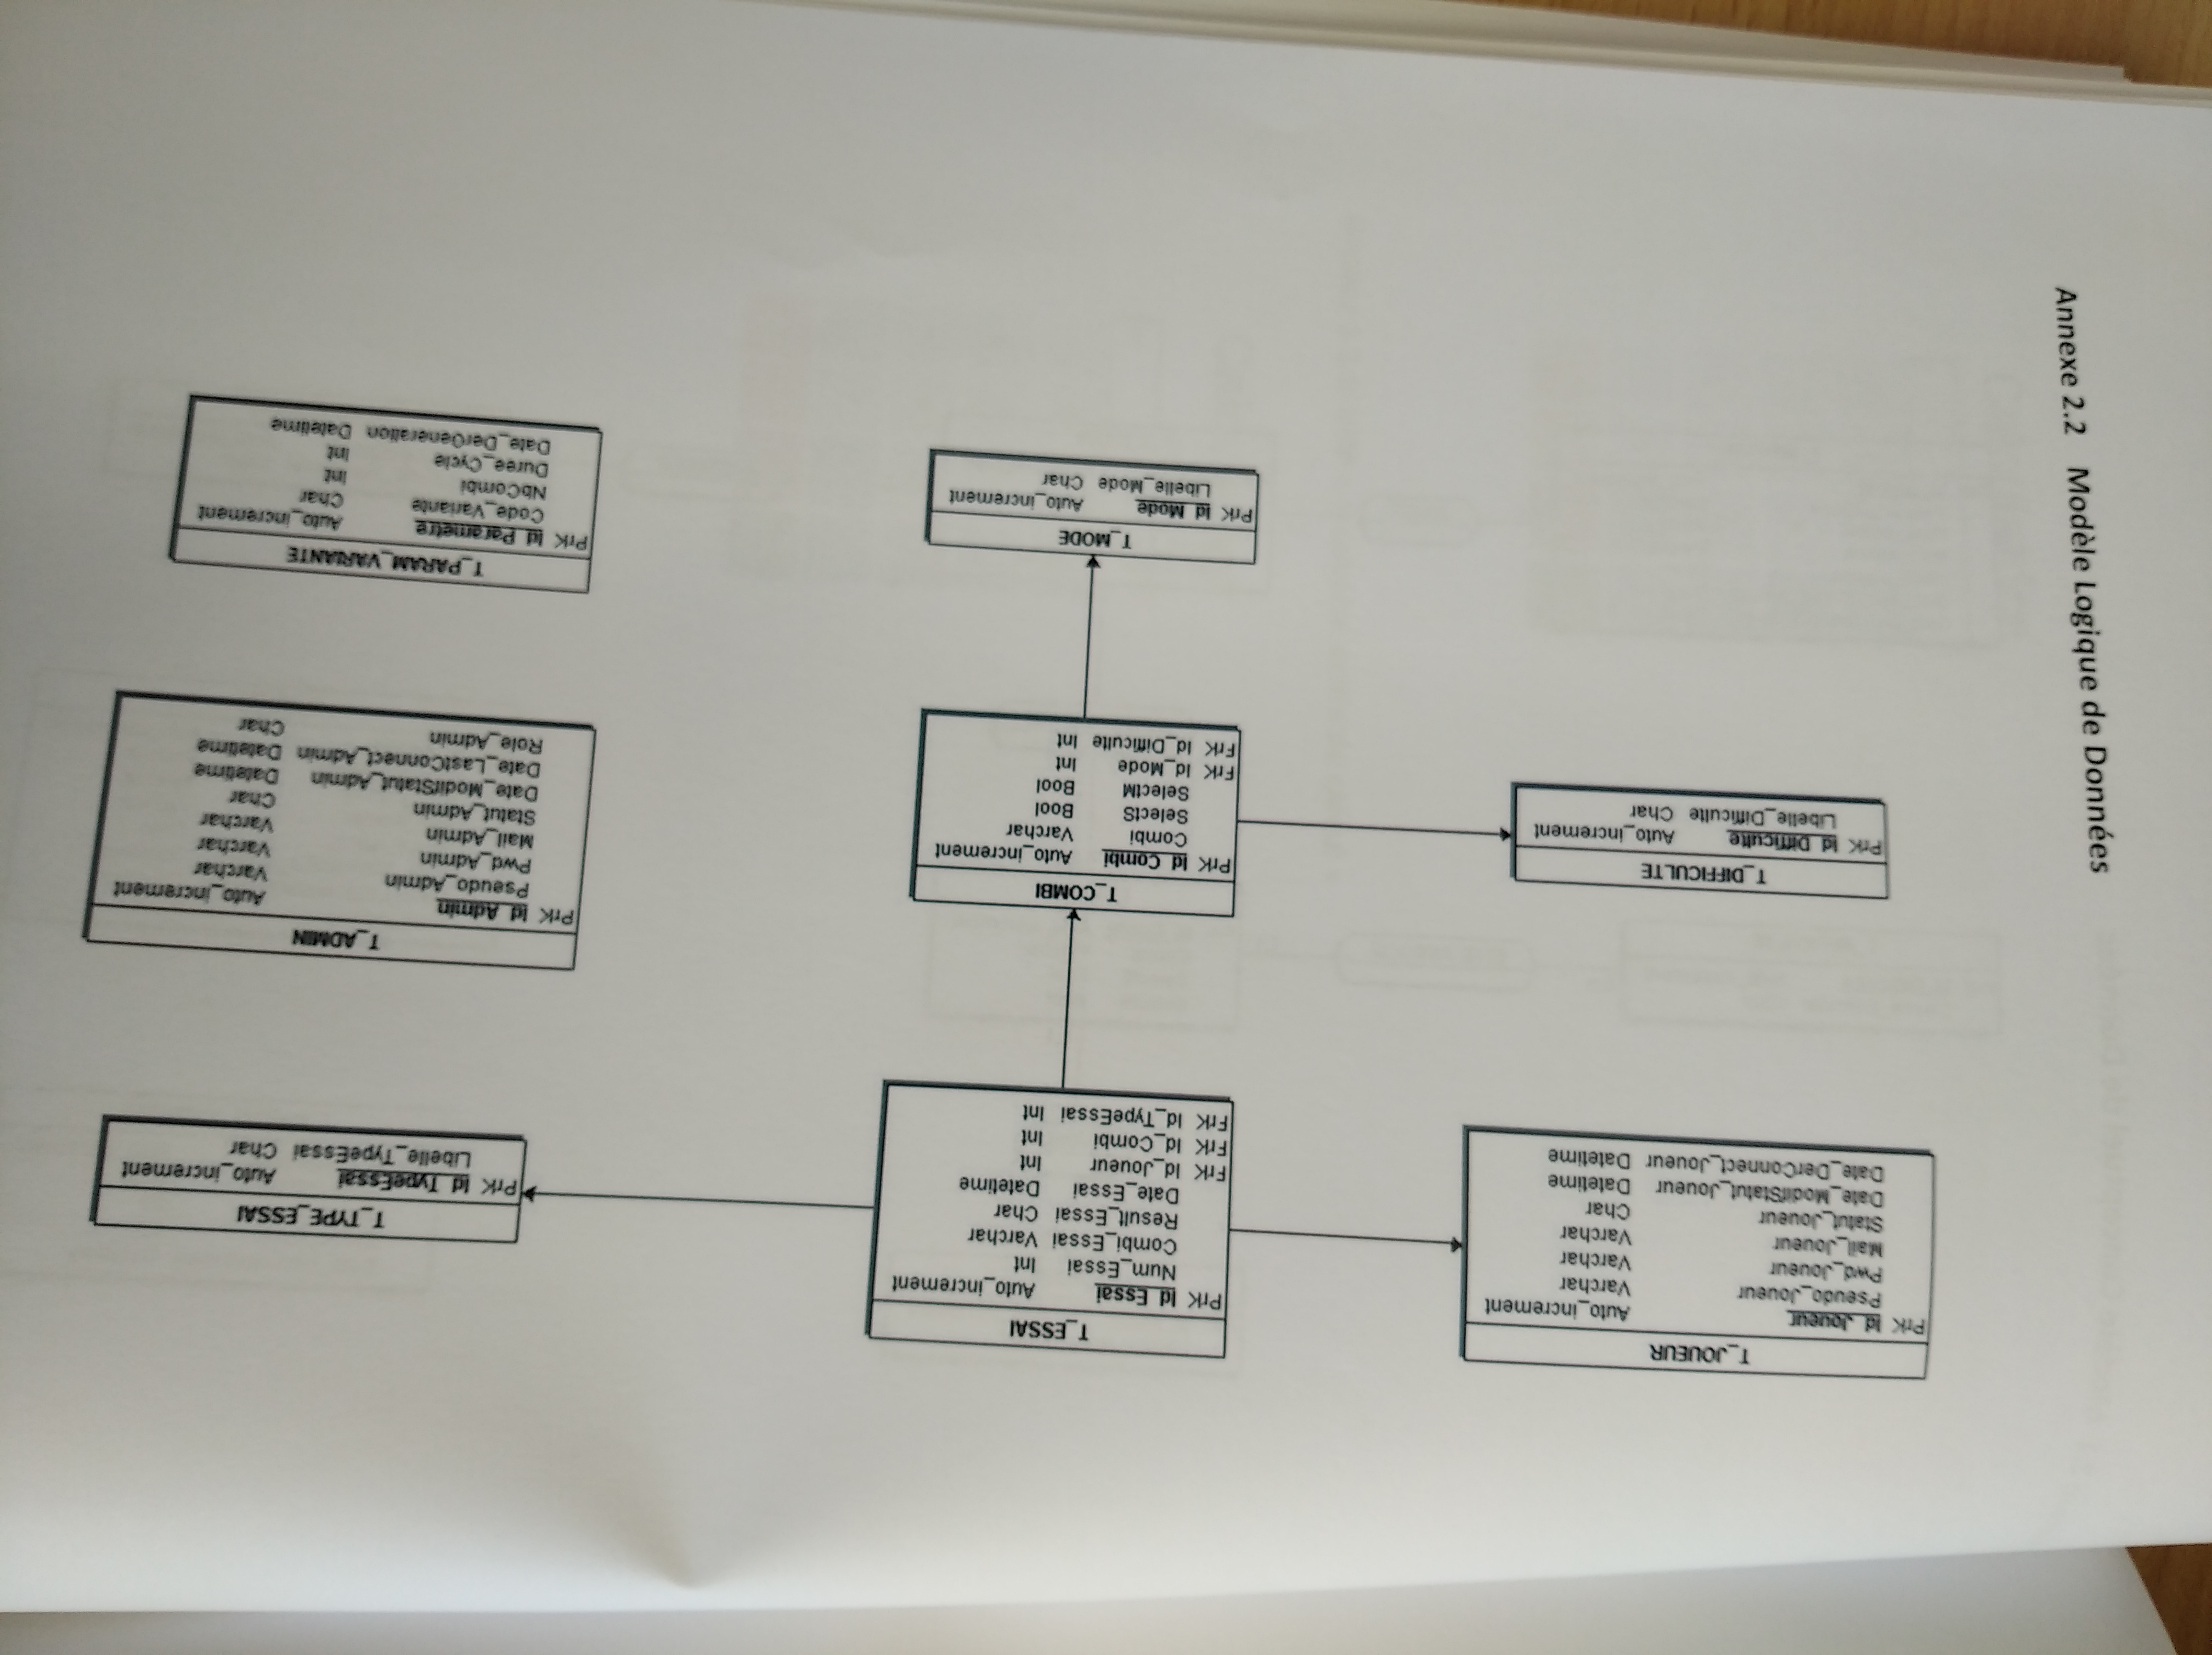 Annexe 2.2 Modèle Logique de Données
T_JOUEUR
PrK Id_Joueur Auto_increment
Pseudo_Joueur Varchar
Pwd_Joueur Varchar
Mail_Joueur Varchar
Statut_Joueur Char
Date_ModifStatut_Joueur Datetime
Date_DerConnect_Joueur Datetime
T_ESSAI
PrK Id_Essai Auto_increment
Num_Essai Int
Combi_Essai Varchar
Result_Essai Char
Date_Essai Datetime
FrK Id_Joueur Int
FrK Id_Combi Int
FrK Id_TypeEssai Int
T_TYPE_ESSAI
PrK Id_TypeEssai Auto_increment
Libelle_TypeEssai Char
T_DIFFICULTE
PrK Id_Difficulte Auto_increment
Libelle_Difficulte Char
T_COMBI
PrK Id_Combi Auto_increment
Combi Varchar
SelectS Bool
SelectM Bool
FrK Id_Mode Int
FrK Id_Difficulte Int
T_ADMIN
PrK Id_Admin Auto_increment
Pseudo_Admin Varchar
Pwd_Admin Varchar
Mail_Admin Varchar
Statut_Admin Char
Date_ModifStatut_Admin Datetime
Date_LastConnect_Admin Datetime
Role_Admin Char
T_MODE
PrK Id_Mode Auto_increment
Libelle_Mode Char
T_PARAM_VARIANTE
PrK Id_Parametre Auto_increment
Code_Variante Char
NbCombi Int
Duree_Cycle Int
Date_DerGeneration Datetime